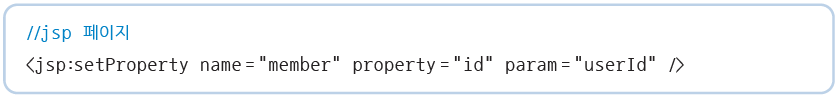 //jsp 페이지
<jsp:setProperty name="member" property="id" param="userId" />